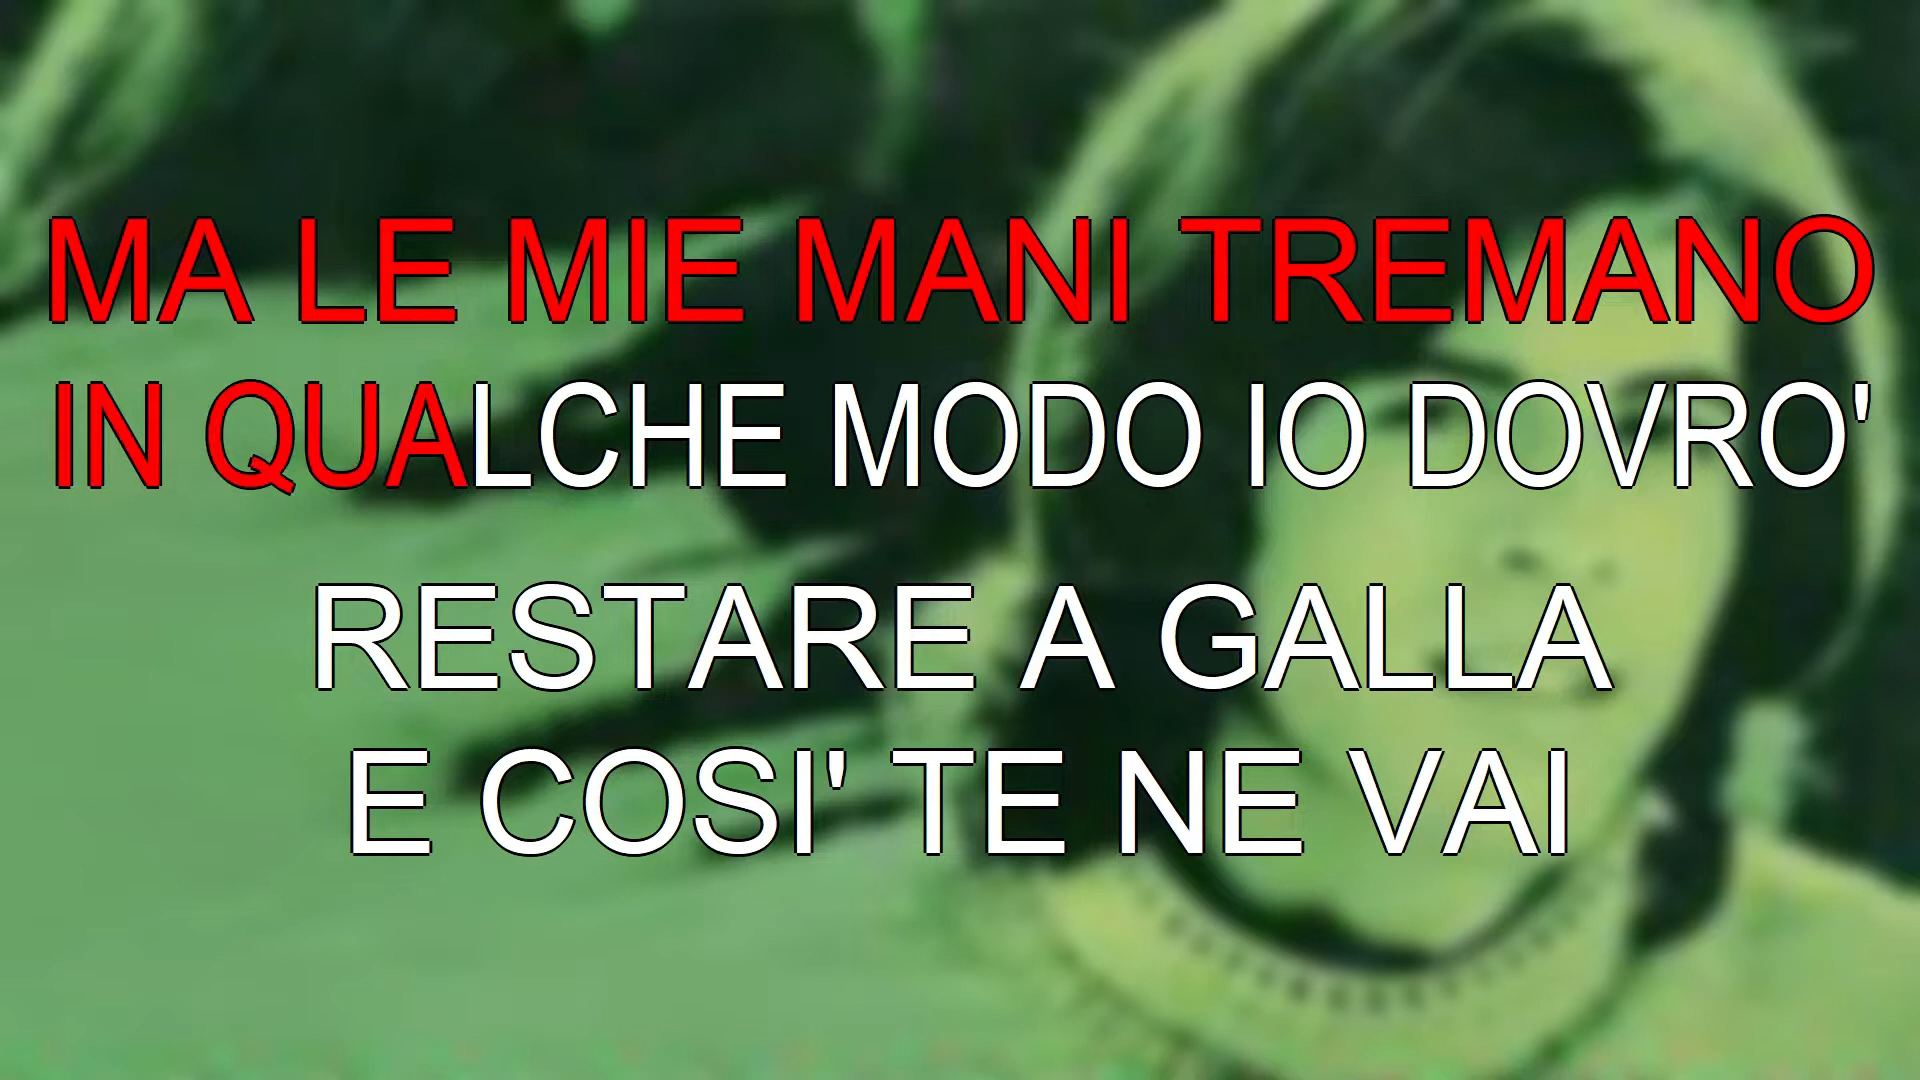 MA LE MIE MANI TREMANO
IN QUALCHE MODO IO DOVRO'
RESTARE A GALLA
E COSI' TE NE VAI